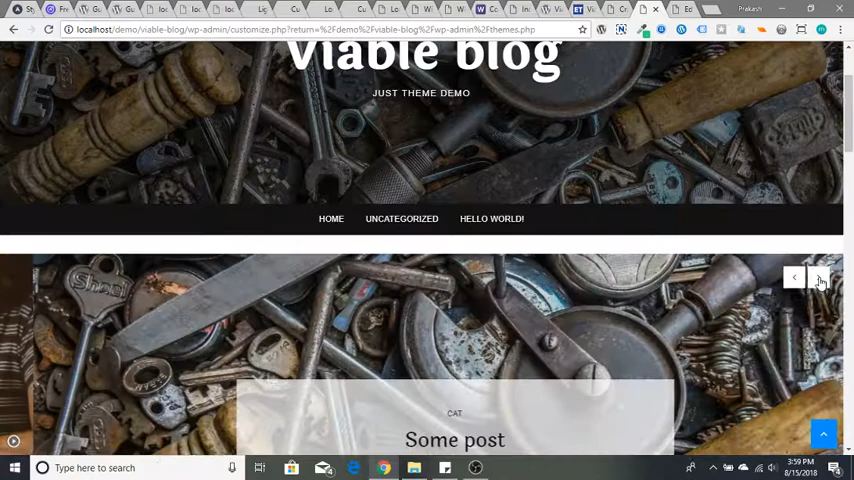 Prakash
localhost/demo/viable-blog/wp-admin/customize.php?return=%2Fdemo%2Fviable-blog%2Fwp-admin%2Fthemes.php
viable blog
JUST THEME DEMO
HOME UNCATEGORIZED HELLO WORLD!
CAT
Some post
Type here to search
3:59 PM
8/15/2018